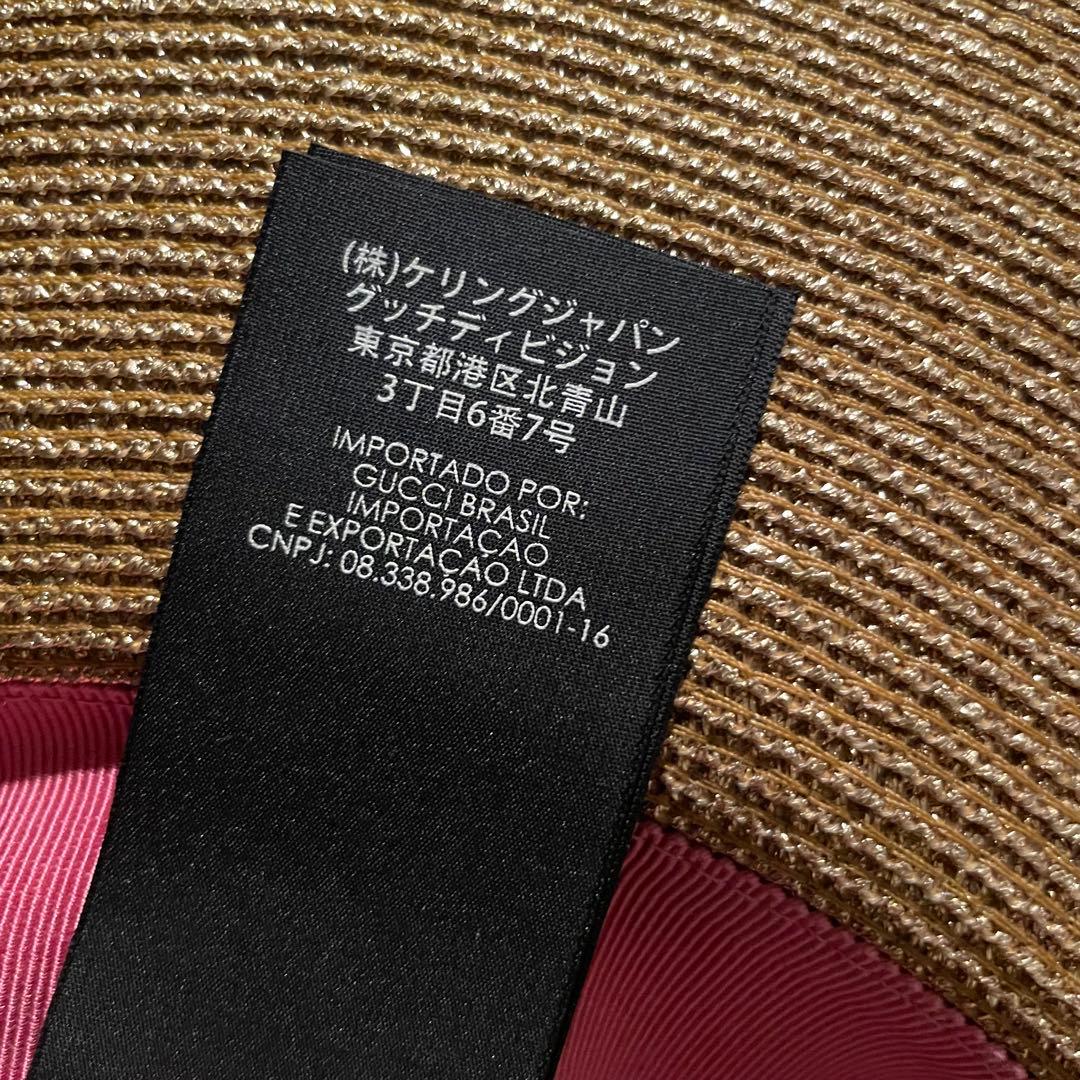 (株)ケリングジャパン
グッチディビジョン
東京都港区北青山
3丁目6番7号
IMPORTADO POR:
GUCCI BRASIL
IMPORTAÇAO
E EXPORTAÇAO LTDA
CNPJ: 08.338.986/0001-16